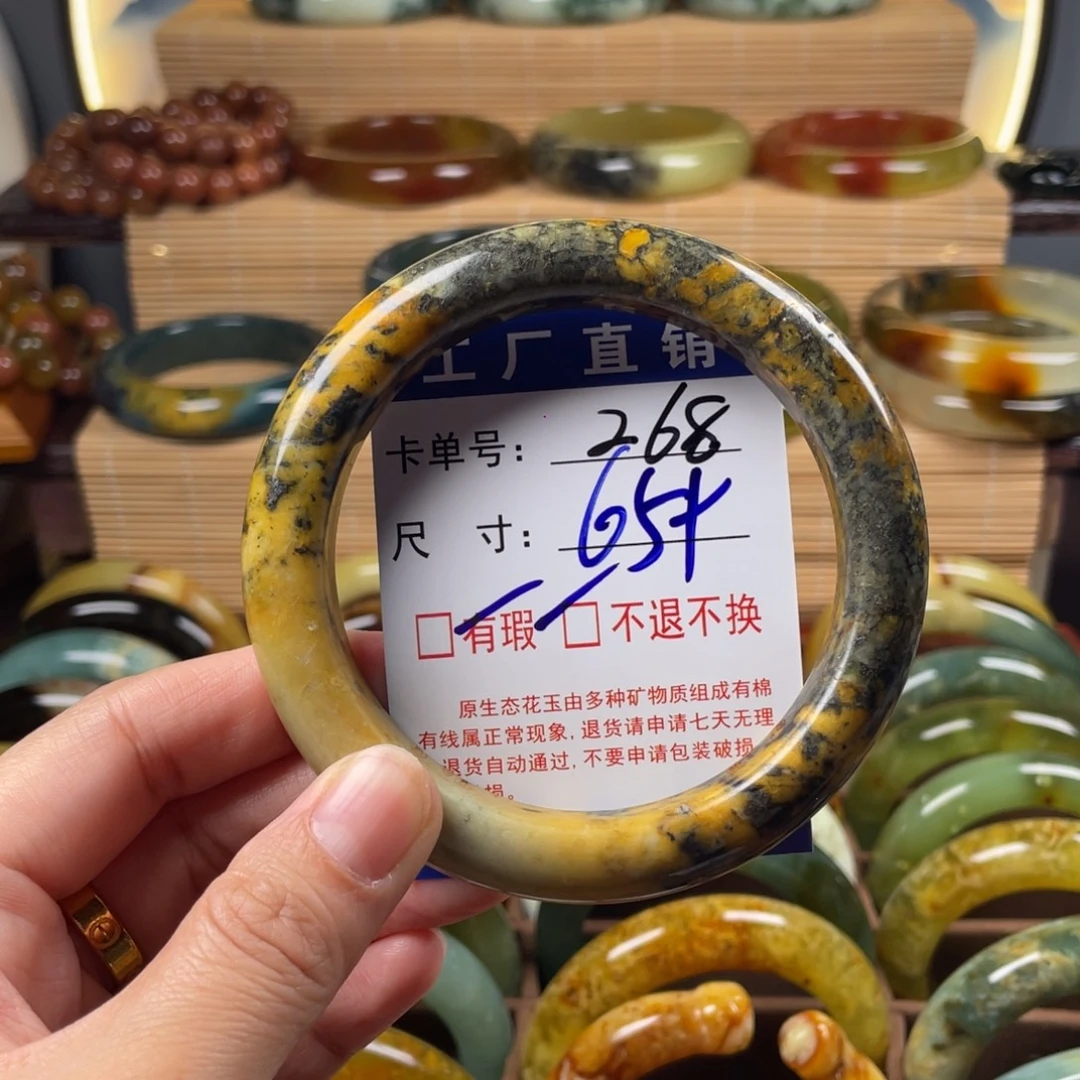 工厂直销
卡单号： 268
尺 寸： 65
□有瑕 □不退不换
原生态花玉由多种矿物质组成有棉
有线属正常现象，退货请申请七天无理
退货自动通过，不要申请包装破损
损。